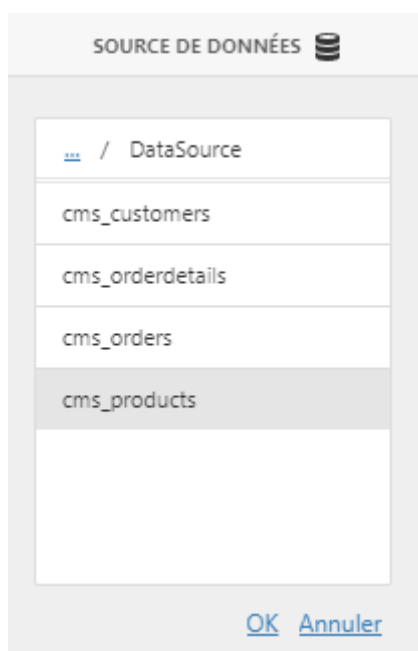 SOURCE DE DONNÉES
... / DataSource
cms_customers
cms_orderdetails
cms_orders
cms_products
OK Annuler